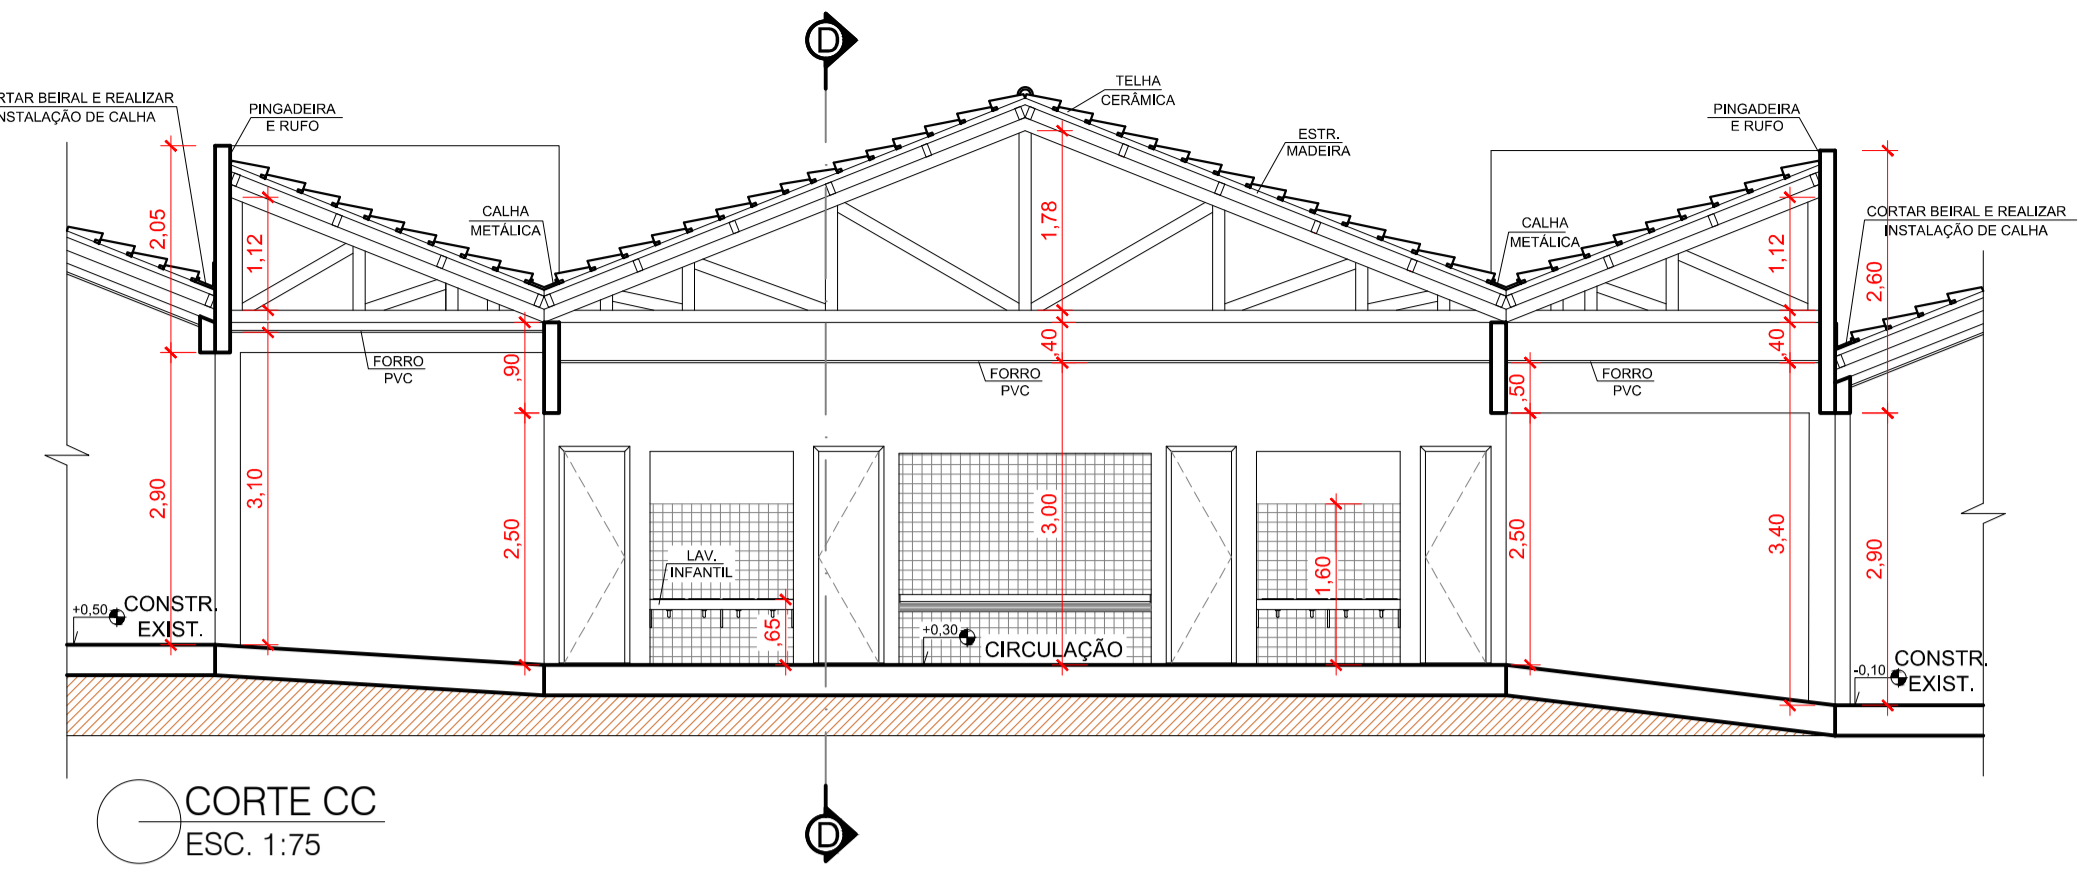 D
RTAR BEIRAL E REALIZAR
NSTALAÇÃO DE CALHA
PINGADEIRA
E RUFO
TELHA
CERÂMICA
ESTR.
MADEIRA
PINGADEIRA
E RUFO
CALHA
METÁLICA
CALHA
METÁLICA
CORTAR BEIRAL E REALIZAR
INSTALAÇÃO DE CALHA
2,05
1,12
1,78
1,12
2,60
FORRO
PVC
,90
,40
FORRO
PVC
,50
FORRO
PVC
,40
2,90
3,10
2,50
3,00
1,60
2,50
3,40
2,90
LAV.
INFANTIL
,65
+0,50
CONSTR.
EXIST.
+0,30
CIRCULAÇÃO
-0,10
CONSTR.
EXIST.
CORTE CC
ESC. 1:75
D